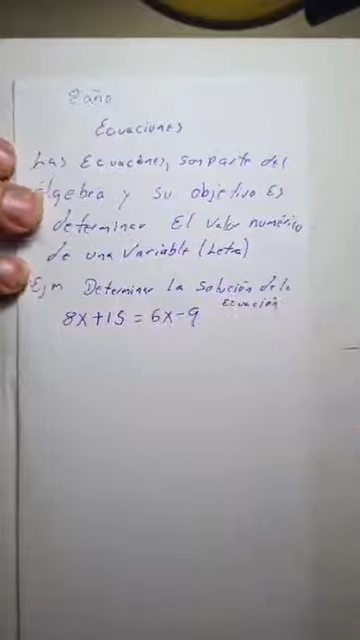 8 año
Ecuaciones
Las Ecuaciones, son parte del
álgebra y su objetivo Es
determinar El valor numérico
de una Variable (Letra)
Ejm Determinar la solución de la
Ecuación
8x+15 = 6x-9